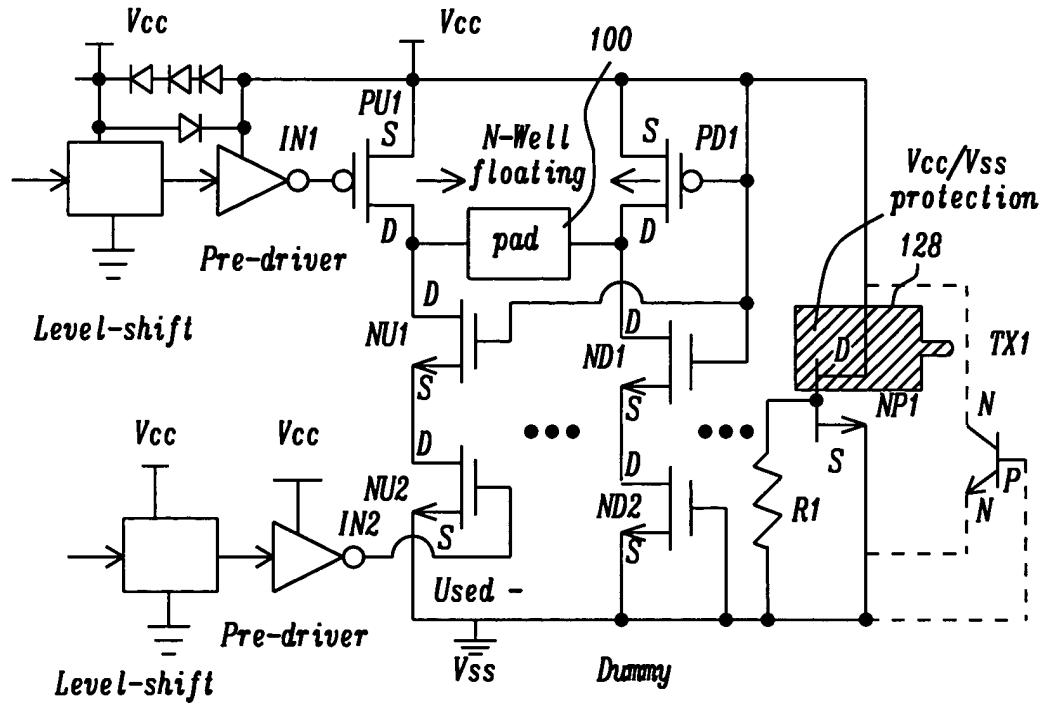 Vcc
Vcc
100
PU1
S
IN1
N-Well
floating
S
PD1
Vcc/Vss
protection
D
pad
D
128
Pre-driver
Level-shift
D
NU1
S
D
ND1
S
D
NP1
S
TX1
N
P
N
Vcc
Vcc
D
NU2
S
D
ND2
S
R1
IN2
Used -
Pre-driver
Vss
Dummy
Level-shift